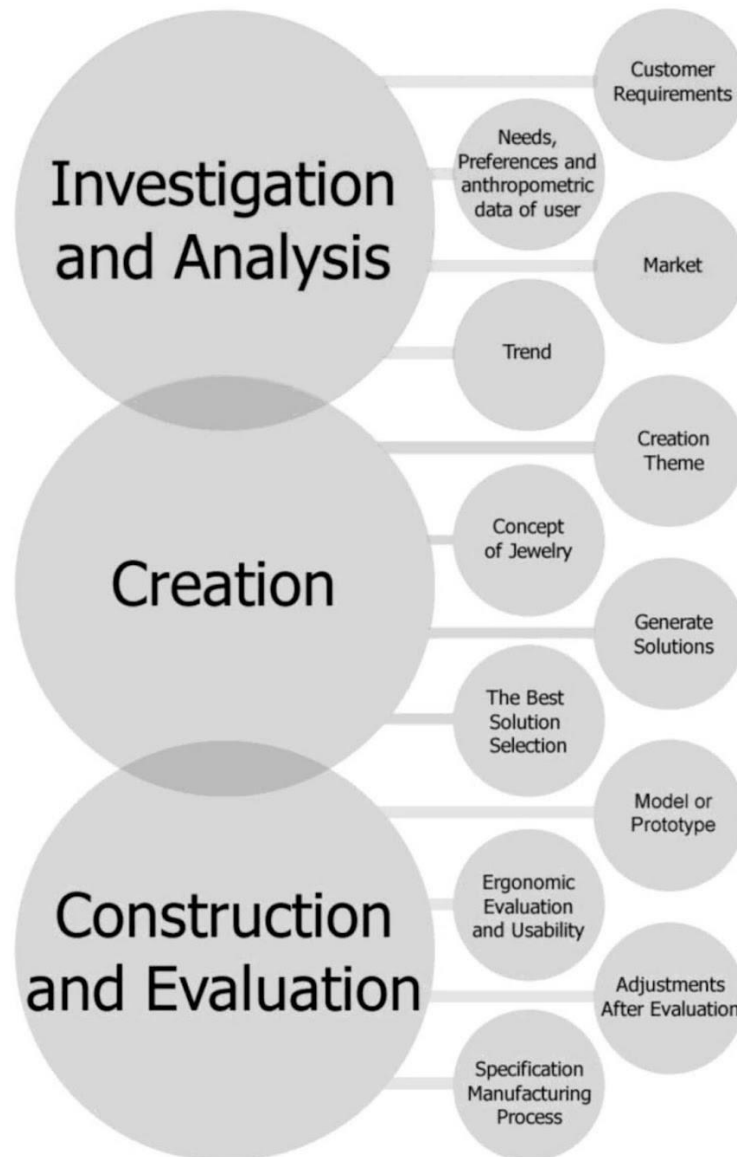 Investigation
and Analysis
Customer
Requirements
Needs,
Preferences and
anthropometric
data of user
Market
Trend
Creation
Creation
Theme
Concept
of Jewelry
Generate
Solutions
The Best
Solution
Selection
Construction
and Evaluation
Model or
Prototype
Ergonomic
Evaluation
and Usability
Adjustments
After Evaluation
Specification
Manufacturing
Process